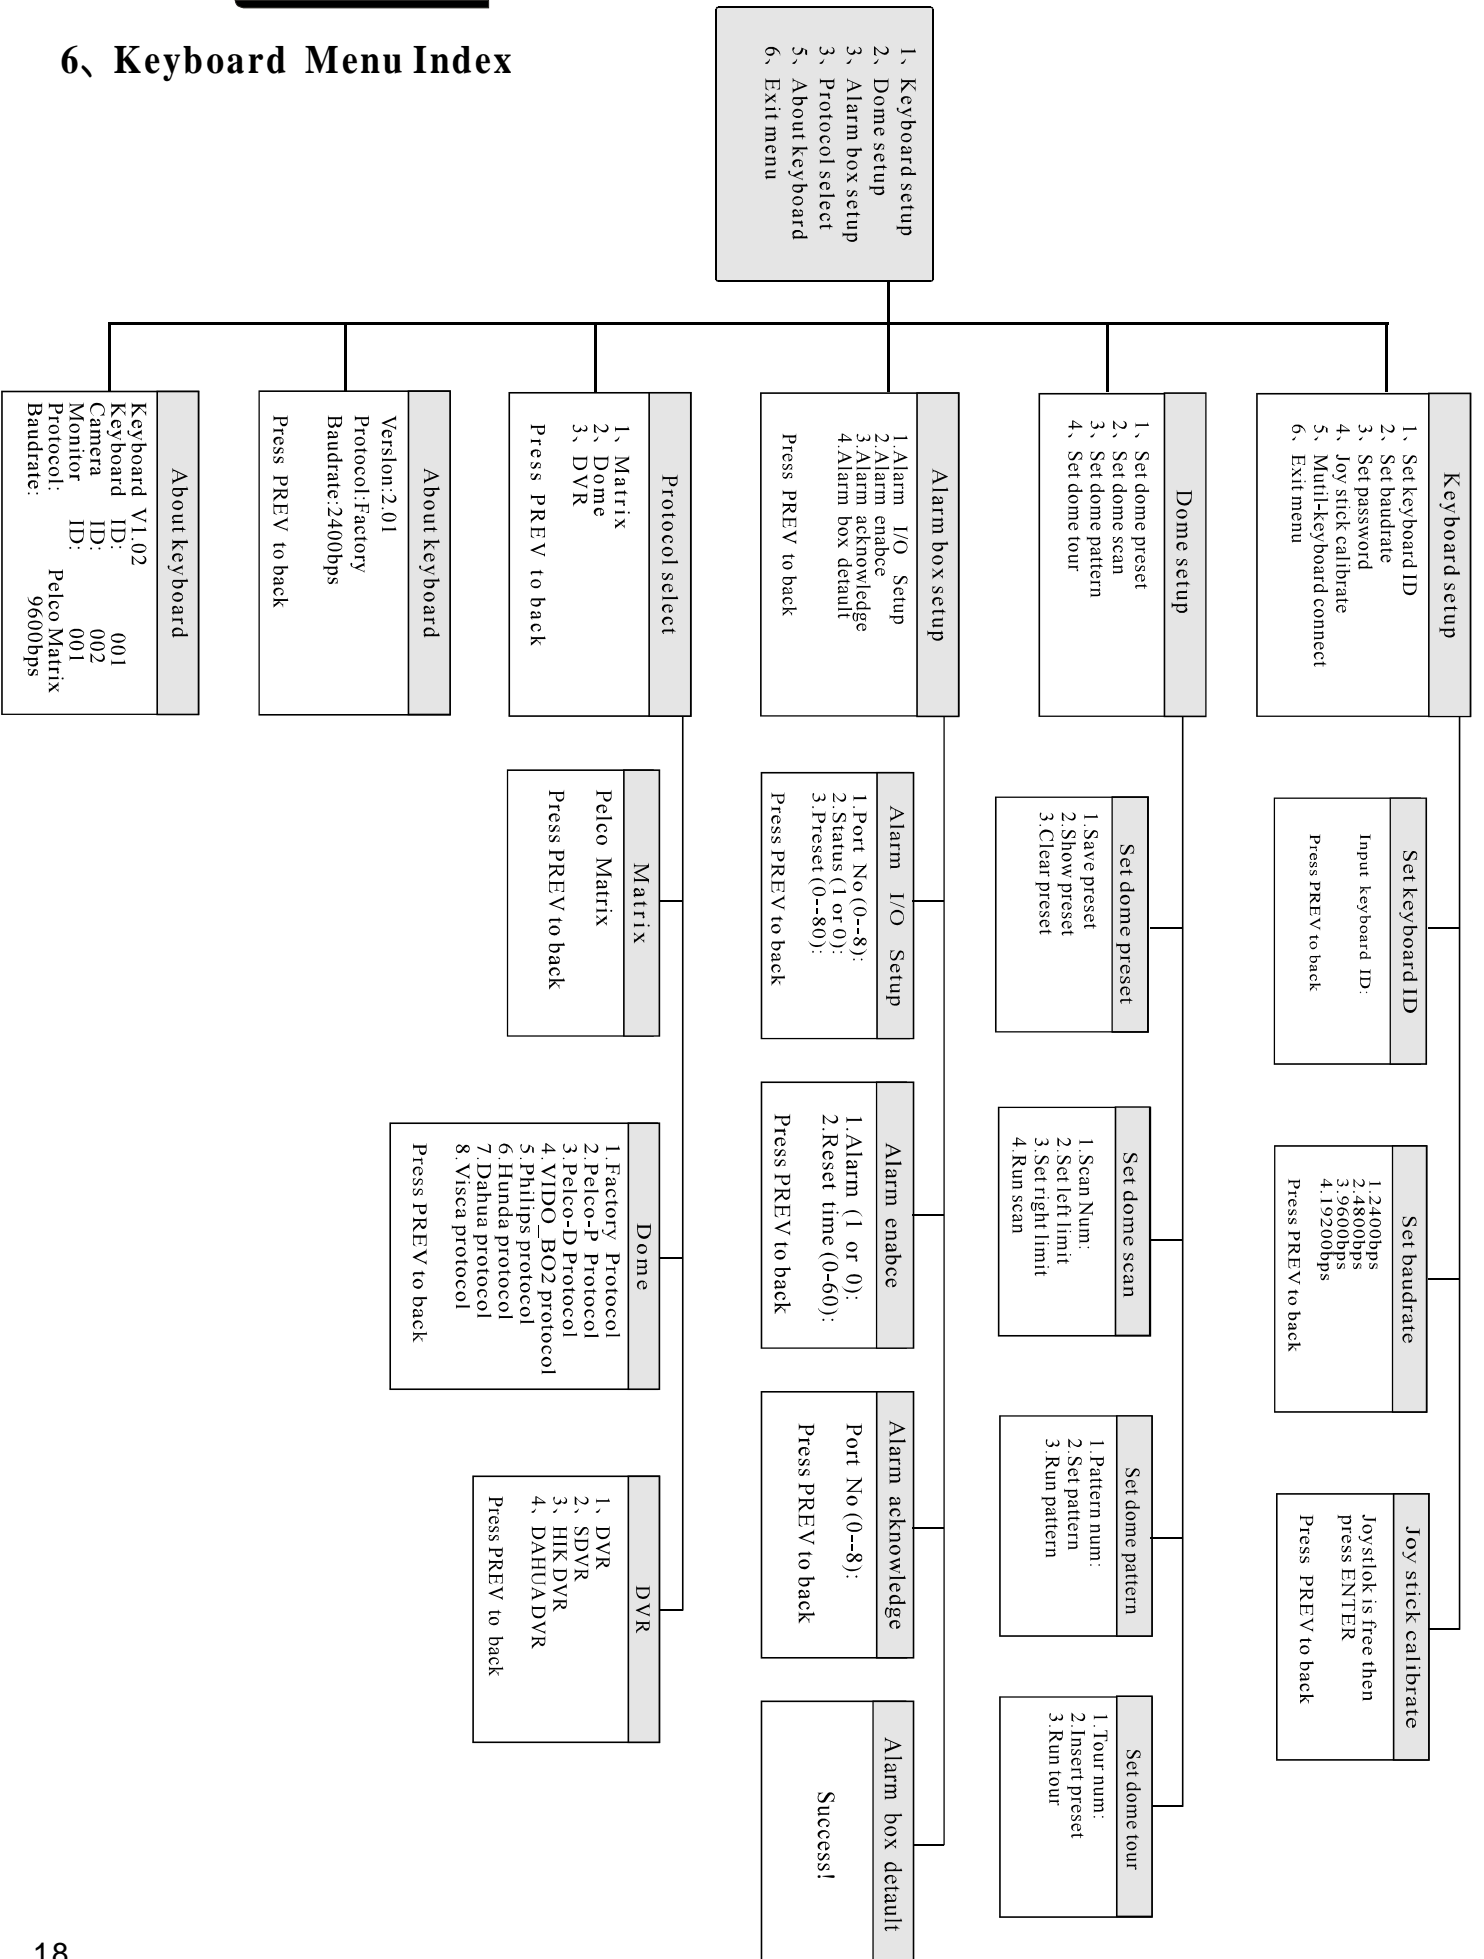 6、Keyboard Menu Index
1、Keyboard setup
2、Dome setup
3、Alarm box setup
3、Protocol select
5、About keyboard
6、Exit menu
Keyboard setup
1、Set keyboard ID
2、Set baudrate
3、Set password
4、Joy stick calibrate
5、Mutil-keyboard connect
6、Exit menu
Set keyboard ID
Input keyboard ID:
Press PREV to back
Set baudrate
1.2400bps
2.4800bps
3.9600bps
4.19200bps
Press PREV to back
Joy stick calibrate
Joystlok is free then
press ENTER
Press PREV to back
Dome setup
1、Set dome preset
2、Set dome scan
3、Set dome pattern
4、Set dome tour
Set dome preset
1.Save preset
2.Show preset
3.Clear preset
Set dome scan
1.Scan Num:
2.Set left limit
3.Set right limit
4.Run scan
Set dome pattern
1.Pattern num:
2.Set pattern
3.Run pattern
Set dome tour
1.Tour num:
2.Insert preset
3.Run tour
Alarm box setup
1.Alarm I/O Setup
2.Alarm enabce
3.Alarm acknowledge
4.Alarm box detault
Press PREV to back
Alarm I/O Setup
1.Port No (0--8):
2.Status (1 or 0):
3.Preset (0--80):
Press PREV to back
Alarm enabce
1.Alarm (1 or 0):
2.Reset time (0-60):
Press PREV to back
Alarm acknowledge
Port No (0--8):
Press PREV to back
Alarm box detault
Success!
Protocol select
1、Matrix
2、Dome
3、DVR
Press PREV to back
Matrix
Pelco Matrix
Press PREV to back
Dome
1.Factory Protocol
2.Pelco-P Protocol
3.Pelco-D Protocol
4.VIDO_BO2 protocol
5.Philips protocol
6.Hunda protocol
7.Dahua protocol
8.Visca protocol
Press PREV to back
DVR
1、DVR
2、SDVR
3、HIK DVR
4、DAHUADVR
Press PREV to back
About keyboard
Verslon:2.01
Protocol:Factory
Baudrate:2400bps
Press PREV to back
About keyboard
Keyboard V1.02
Keyboard ID: 001
Camera ID: 002
Monitor ID: 001
Protocol: Pelco Matrix
Baudrate: 9600bps
18